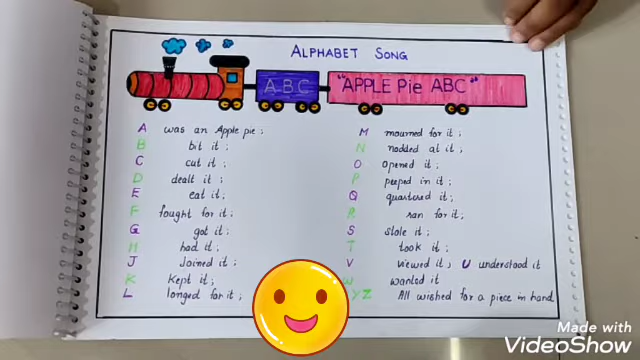 ALPHABET SONG
A B C
"APPLE Pie ABC"
A was an Apple pie;
B bit it;
C cut it;
D dealt it;
E eat it;
F fought for it;
G got it;
H had it;
J Joined it;
K Kept it;
L longed for it;
M mourned for it;
N nodded at it;
O opened it;
P peeped in it;
Q quartered it;
R ran for it;
S stole it;
T took it;
V viewed it, U understood it
W wanted it
YZ All wished for a piece in hand
Made with
VideoShow